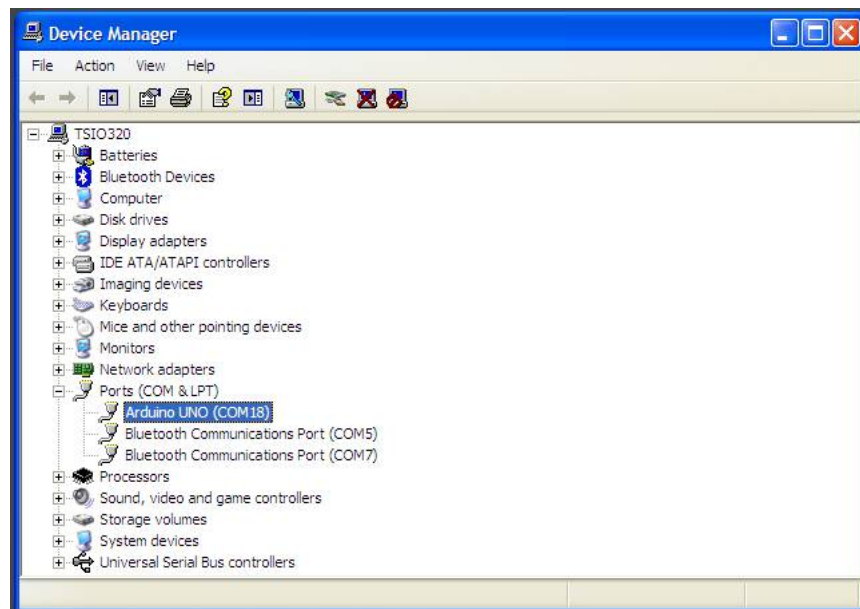 Device Manager
File Action View Help
TSIO320
Batteries
Bluetooth Devices
Computer
Disk drives
Display adapters
IDE ATA/ATAPI controllers
Imaging devices
Keyboards
Mice and other pointing devices
Monitors
Network adapters
Ports (COM & LPT)
Arduino UNO (COM18)
Bluetooth Communications Port (COM5)
Bluetooth Communications Port (COM7)
Processors
Sound, video and game controllers
Storage volumes
System devices
Universal Serial Bus controllers